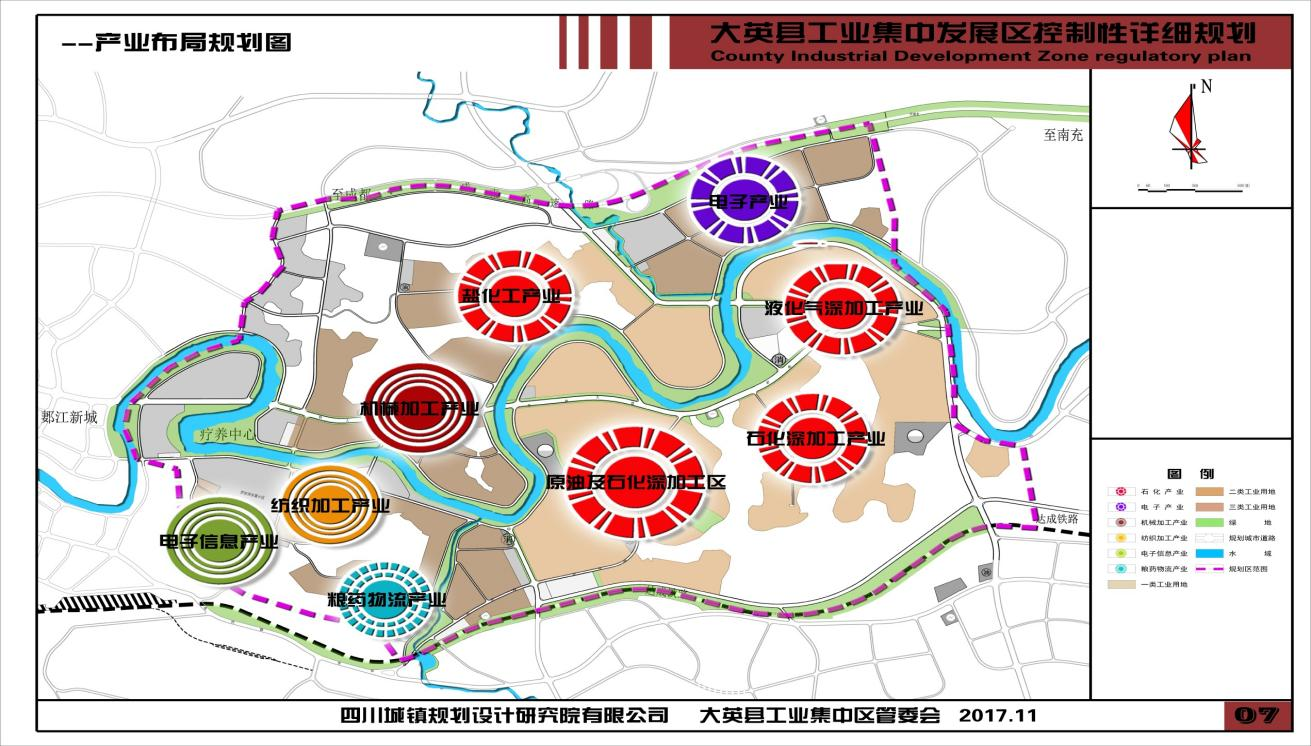 --产业布局规划图
大英县工业集中发展区控制性详细规划
County Industrial Development Zone regulatory plan
N
至南充
至成都
电子产业
盐化工产业
液化气深加工产业
消
机械加工产业
郪江新城
疗养中心
石化深加工产业
原油及石化深加工区
纺织加工产业
达成铁路
电子信息产业
消
粮药物流产业
图 例
石化产业
二类工业用地
电子产业
三类工业用地
机械加工产业
绿 地
纺织加工产业
规划城市道路
电子信息产业
水 域
粮药物流产业
规划区范围
一类工业用地
四川城镇规划设计研究院有限公司 大英县工业集中区管委会 2017.11
07